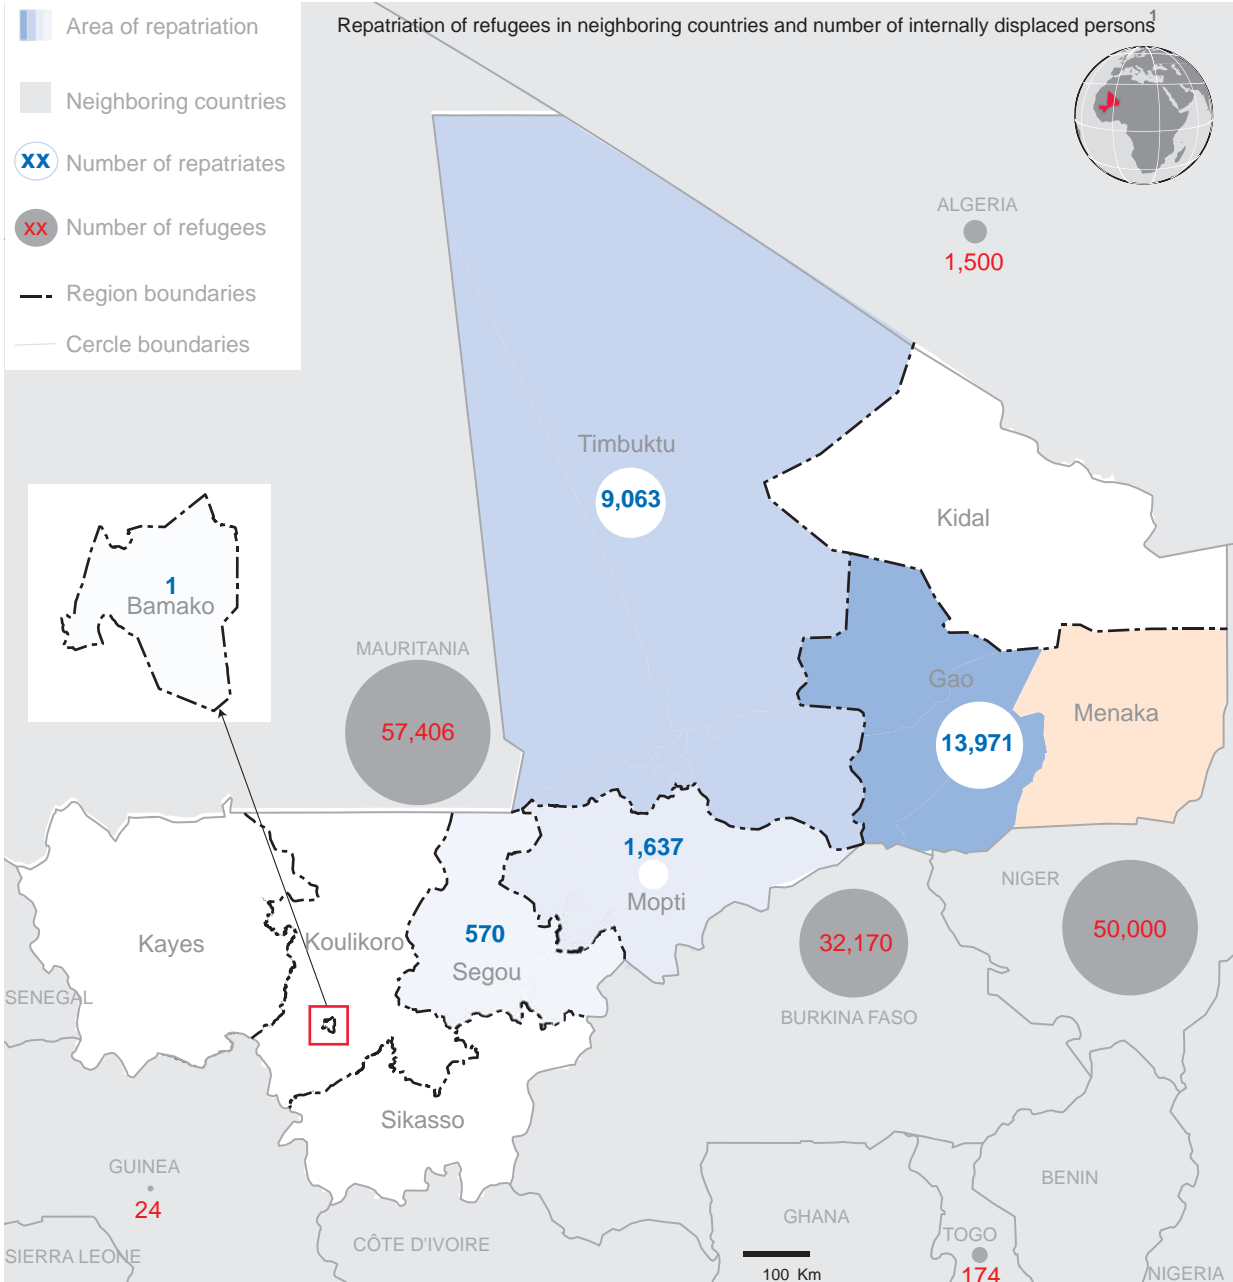 Repatriation of refugees in neighboring countries and number of internally displaced persons1
Area of repatriation
Neighboring countries
XX Number of repatriates
XX Number of refugees
Region boundaries
Cercle boundaries
ALGERIA
1,500
Timbuktu
9,063
Kidal
1
Bamako
MAURITANIA
57,406
Gao
13,971
Menaka
1,637
Mopti
NIGER
50,000
Kayes
Koulikoro
570
Segou
32,170
BURKINA FASO
SENEGAL
Sikasso
GUINEA
24
BENIN
GHANA
CÔTE D'IVOIRE
TOGO
174
SIERRA LEONE
100 Km
NIGERIA